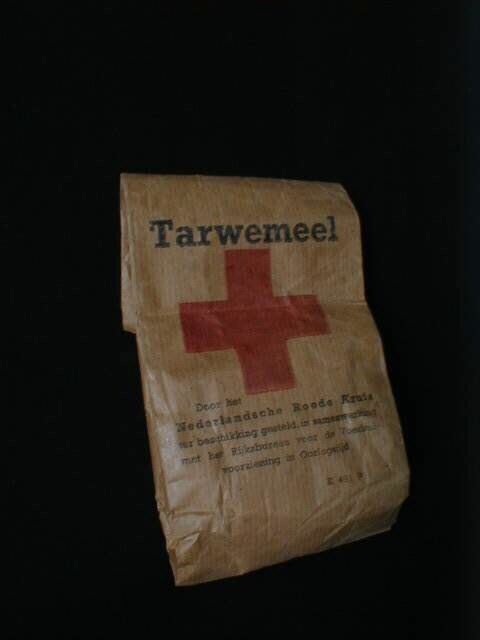 Tarwemeel
Door het
Nederlandsche Roode Kruis
ter beschikking gesteld, in samenwerking
met het Rijksbureau voor de Voedsel-
voorziening in Oorlogstijd
K 491